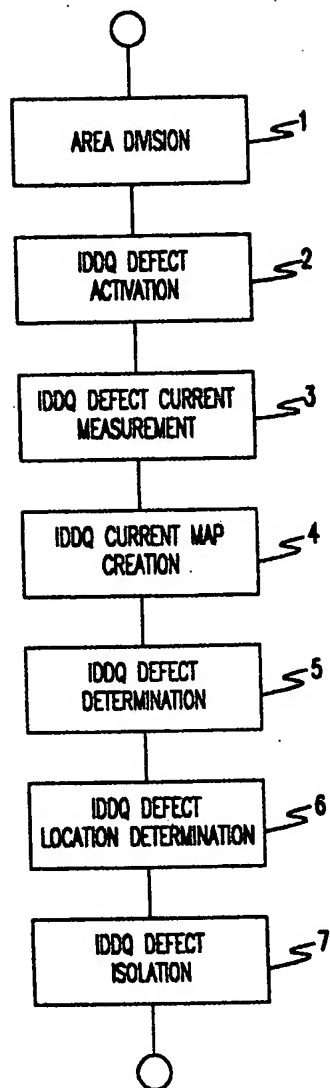 AREA DIVISION
1
IDDQ DEFECT
ACTIVATION
2
IDDQ DEFECT CURRENT
MEASUREMENT
3
IDDQ CURRENT MAP
CREATION
4
IDDQ DEFECT
DETERMINATION
5
IDDQ DEFECT
LOCATION DETERMINATION
6
IDDQ DEFECT
ISOLATION
7